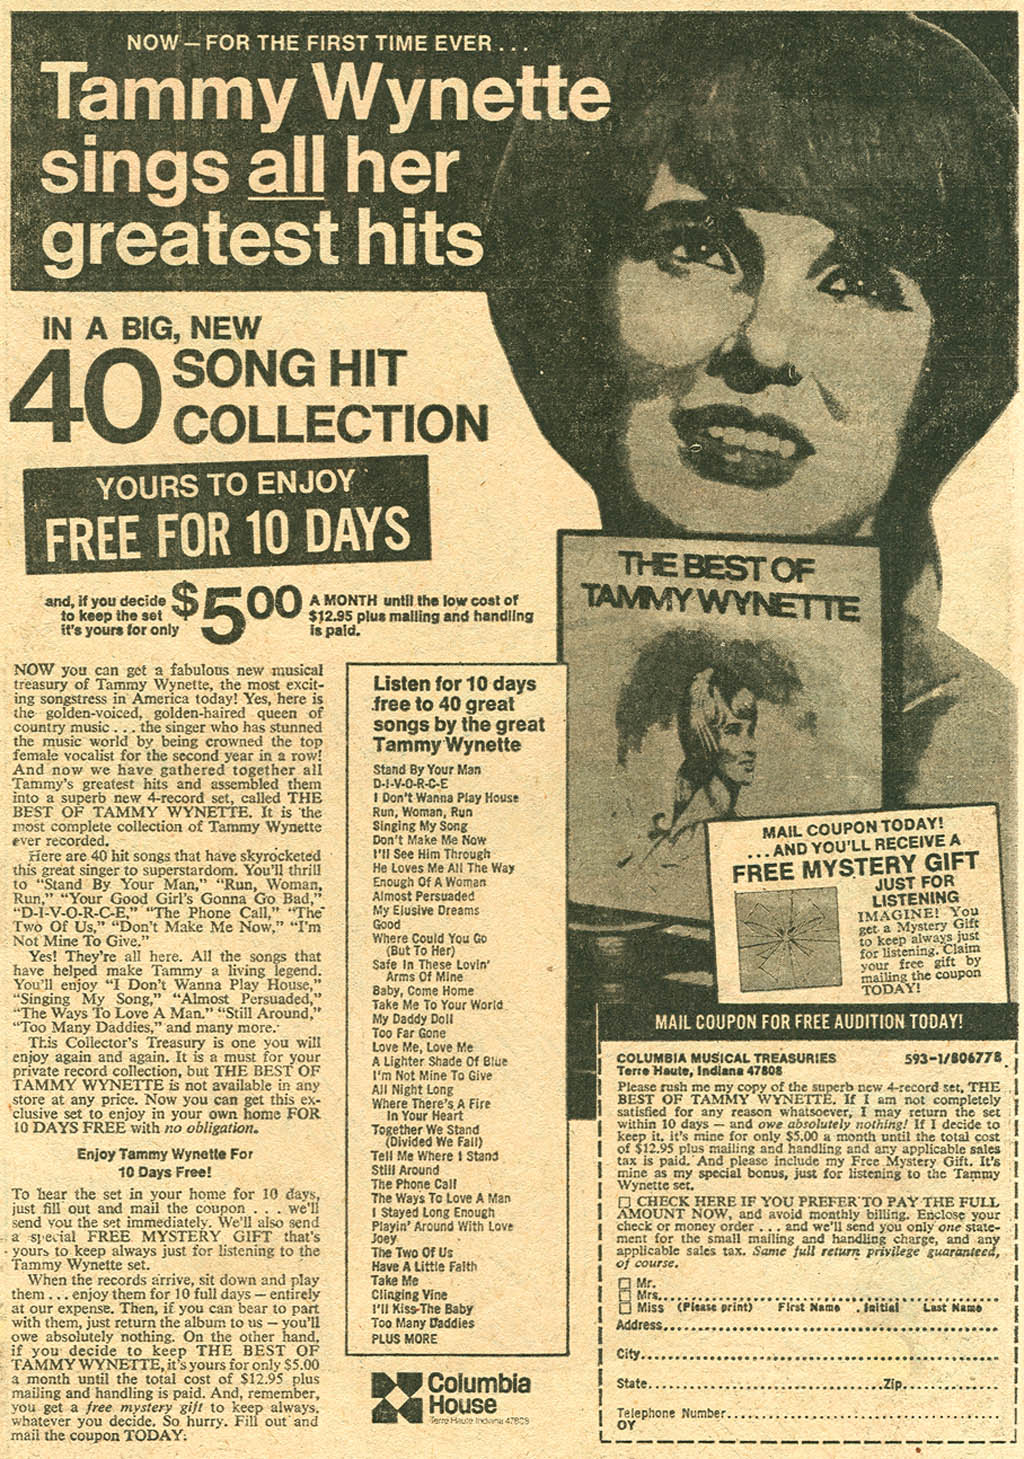 NOW — FOR THE FIRST TIME EVER . . .
Tammy Wynette
sings all her
greatest hits
IN A BIG, NEW
40 SONG HIT
COLLECTION
YOURS TO ENJOY
FREE FOR 10 DAYS
and, if you decide
to keep the set
it's yours for only
$5.00
A MONTH until the low cost of
$12.95 plus mailing and handling
is paid.
NOW you can get a fabulous new musical
treasury of Tammy Wynette, the most excit-
ing songstress in America today! Yes, here is
the golden-voiced, golden-haired queen of
country music . . . the singer who has stunned
the music world by being crowned the top
female vocalist for the second year in a row!
And now we have gathered together all
Tammy's greatest hits and assembled them
into a superb new 4-record set, called THE
BEST OF TAMMY WYNETTE. It is the
most complete collection of Tammy Wynette
ever recorded.
Here are 40 hit songs that have skyrocketed
this great singer to superstardom. You'll thrill
to "Stand By Your Man," "Run, Woman,
Run," "Your Good Girl's Gonna Go Bad,"
"D-I-V-O-R-C-E," "The Phone Call," "The
Two Of Us," "Don't Make Me Now," "I'm
Not Mine To Give."
Yes! They're all here. All the songs that
have helped make Tammy a living legend.
You'll enjoy "I Don't Wanna Play House,"
"Singing My Song," "Almost Persuaded,"
"The Ways To Love A Man." "Still Around,"
"Too Many Daddies," and many more.
This Collector's Treasury is one you will
enjoy again and again. It is a must for your
private record collection, but THE BEST OF
TAMMY WYNETTE is not available in any
store at any price. Now you can get this ex-
clusive set to enjoy in your own home FOR
10 DAYS FREE with no obligation.
Enjoy Tammy Wynette For
10 Days Free!
To hear the set in your home for 10 days,
just fill out and mail the coupon . . . we'll
send you the set immediately. We'll also send
a special FREE MYSTERY GIFT that's
yours to keep always just for listening to the
Tammy Wynette set.
When the records arrive, sit down and play
them . . . enjoy them for 10 full days — entirely
at our expense. Then, if you can bear to part
with them, just return the album to us — you'll
owe absolutely nothing. On the other hand,
if you decide to keep THE BEST OF
TAMMY WYNETTE, it's yours for only $5.00
a month until the total cost of $12.95 plus
mailing and handling is paid. And, remember,
you get a free mystery gift to keep always,
whatever you decide. So hurry. Fill out and
mail the coupon TODAY.
Listen for 10 days
free to 40 great
songs by the great
Tammy Wynette
Stand By Your Man
D-I-V-O-R-C-E
I Don't Wanna Play House
Run, Woman, Run
Singing My Song
Don't Make Me Now
I'll See Him Through
He Loves Me All The Way
Enough Of A Woman
Almost Persuaded
My Elusive Dreams
Good
Where Could You Go
(But To Her)
Safe In These Lovin'
Arms Of Mine
Baby, Come Home
Take Me To Your World
My Daddy Doll
Too Far Gone
Love Me, Love Me
A Lighter Shade Of Blue
I'm Not Mine To Give
All Night Long
Where There's A Fire
In Your Heart
Together We Stand
(Divided We Fall)
Tell Me Where I Stand
Still Around
The Phone Call
The Ways To Love A Man
I Stayed Long Enough
Playin' Around With Love
Joey
The Two Of Us
Have A Little Faith
Take Me
Clinging Vine
I'll Kiss The Baby
Too Many Daddies
PLUS MORE
Columbia
House
Terre Haute Indiana 47808
THE BEST OF
TAMMY WYNETTE
MAIL COUPON TODAY!
. . . AND YOU'LL RECEIVE A
FREE MYSTERY GIFT
JUST FOR
LISTENING
IMAGINE! You
get a Mystery Gift
to keep always just
for listening. Claim
your free gift by
mailing the coupon
TODAY!
MAIL COUPON FOR FREE AUDITION TODAY!
COLUMBIA MUSICAL TREASURIES 593-1/806778
Terre Haute, Indiana 47808
Please rush me my copy of the superb new 4-record set, THE
BEST OF TAMMY WYNETTE. If I am not completely
satisfied for any reason whatsoever, I may return the set
within 10 days — and owe absolutely nothing! If I decide to
keep it, it's mine for only $5.00 a month until the total cost
of $12.95 plus mailing and handling and any applicable sales
tax is paid. And please include my Free Mystery Gift. It's
mine as my special bonus, just for listening to the Tammy
Wynette set.
☐ CHECK HERE IF YOU PREFER TO PAY THE FULL
AMOUNT NOW, and avoid monthly billing. Enclose your
check or money order . . . and we'll send you only one state-
ment for the small mailing and handling charge, and any
applicable sales tax. Same full return privilege guaranteed,
of course.
☐ Mr.
☐ Mrs.
☐ Miss (Please print) First Name Initial Last Name
Address
City
State Zip
Telephone Number
OY